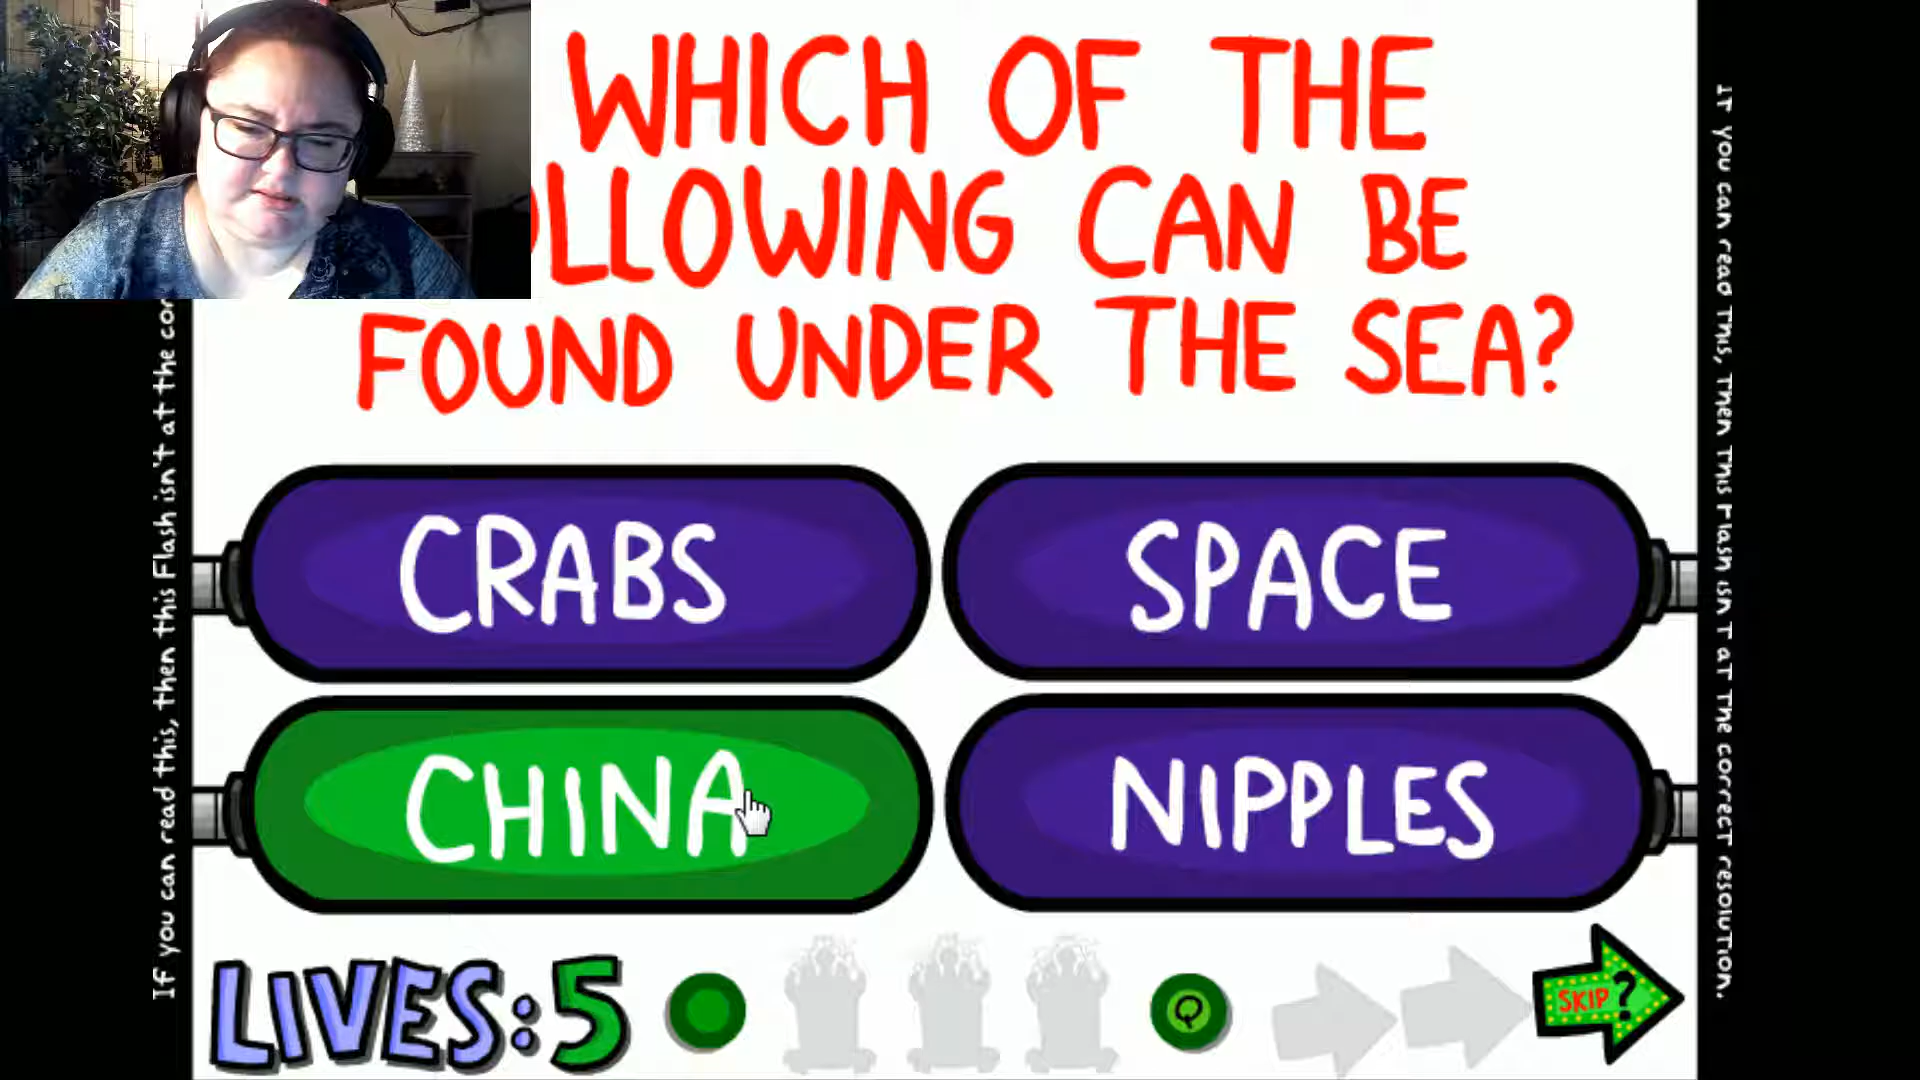 WHICH OF THE
OLLOWING CAN BE
FOUND UNDER THE SEA?
CRABS
SPACE
CHINA
NIPPLES
LIVES:5
Q
SKIP?
If you can read this, then this Flash isn't at the cor
If you can read this, then this Flash isn't at the correct resolution.